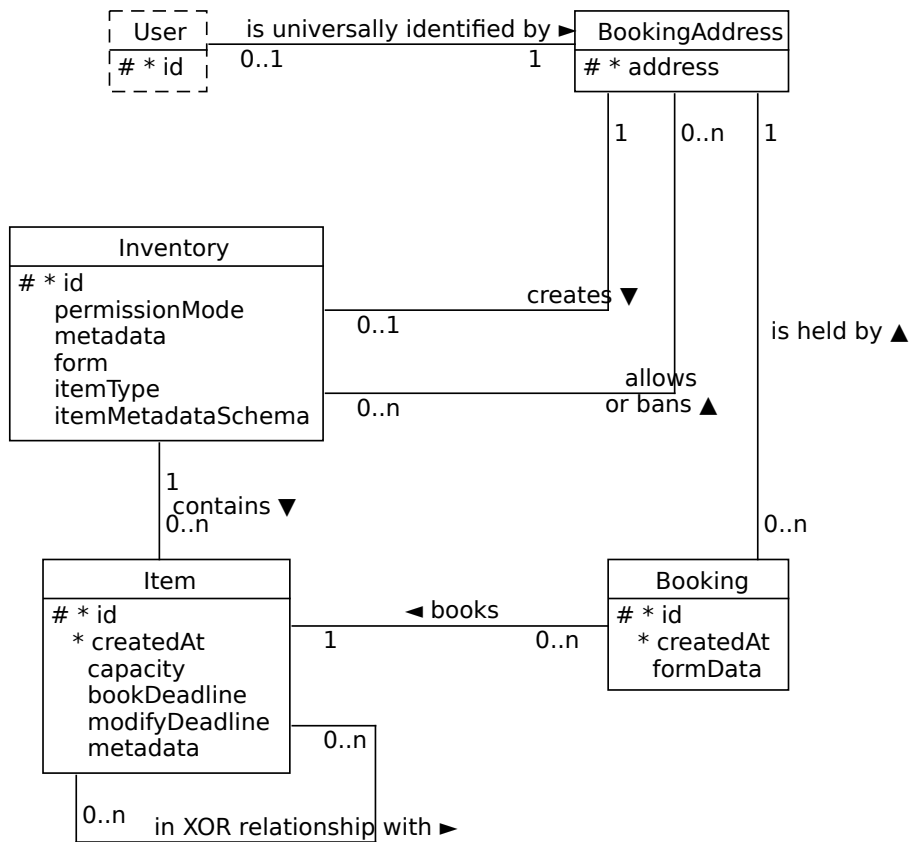 User
# * id
is universally identified by ►
0..1
1
BookingAddress
# * address
1
0..n
1
Inventory
# * id
permissionMode
metadata
form
itemType
itemMetadataSchema
creates ▼
0..1
is held by ▲
allows
or bans ▲
0..n
1
contains ▼
0..n
0..n
Item
# * id
* createdAt
capacity
bookDeadline
modifyDeadline
metadata
◄ books
1
0..n
Booking
# * id
* createdAt
formData
0..n
0..n
in XOR relationship with ►